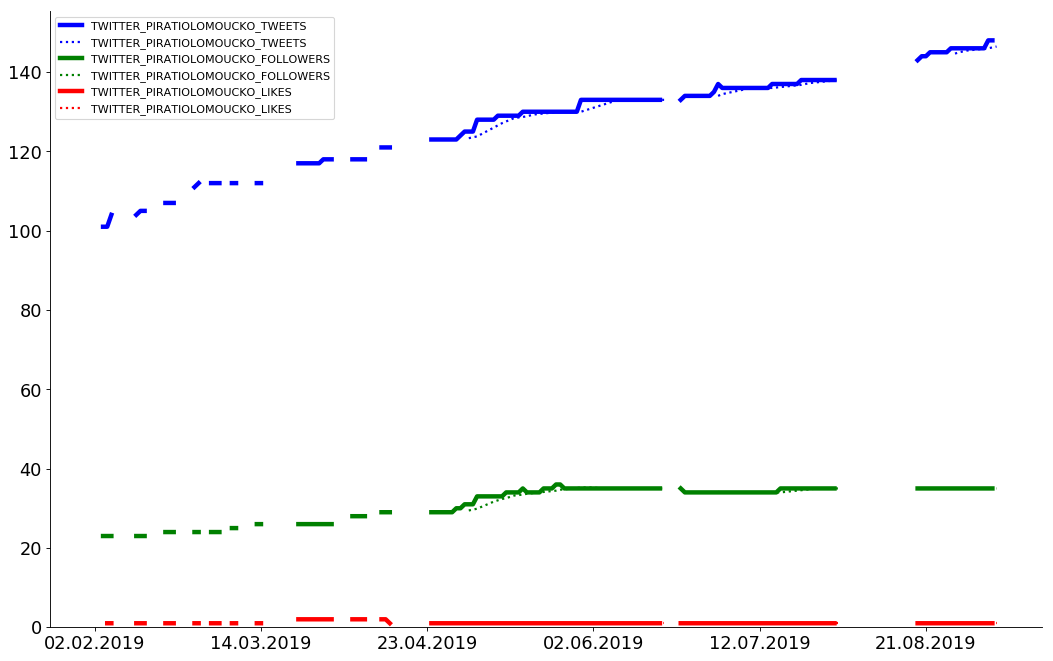 TWITTER_PIRATIOLOMOUCKO_TWEETS
TWITTER_PIRATIOLOMOUCKO_TWEETS
TWITTER_PIRATIOLOMOUCKO_FOLLOWERS
TWITTER_PIRATIOLOMOUCKO_FOLLOWERS
TWITTER_PIRATIOLOMOUCKO_LIKES
TWITTER_PIRATIOLOMOUCKO_LIKES
140
120
100
80
60
40
20
0
02.02.2019 14.03.2019 23.04.2019 02.06.2019 12.07.2019 21.08.2019